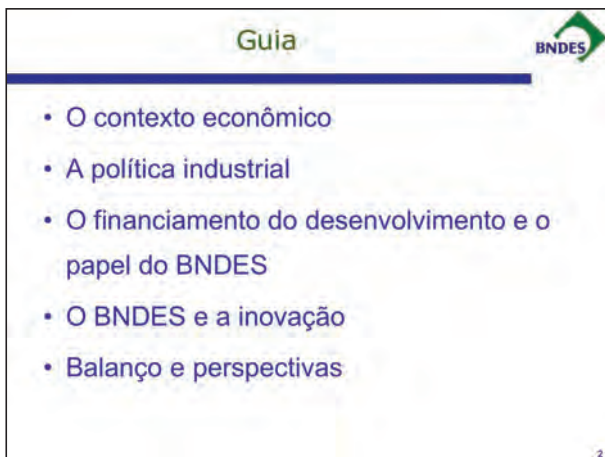 Guia
BNDES
• O contexto econômico
• A política industrial
• O financiamento do desenvolvimento e o
papel do BNDES
• O BNDES e a inovação
• Balanço e perspectivas
2